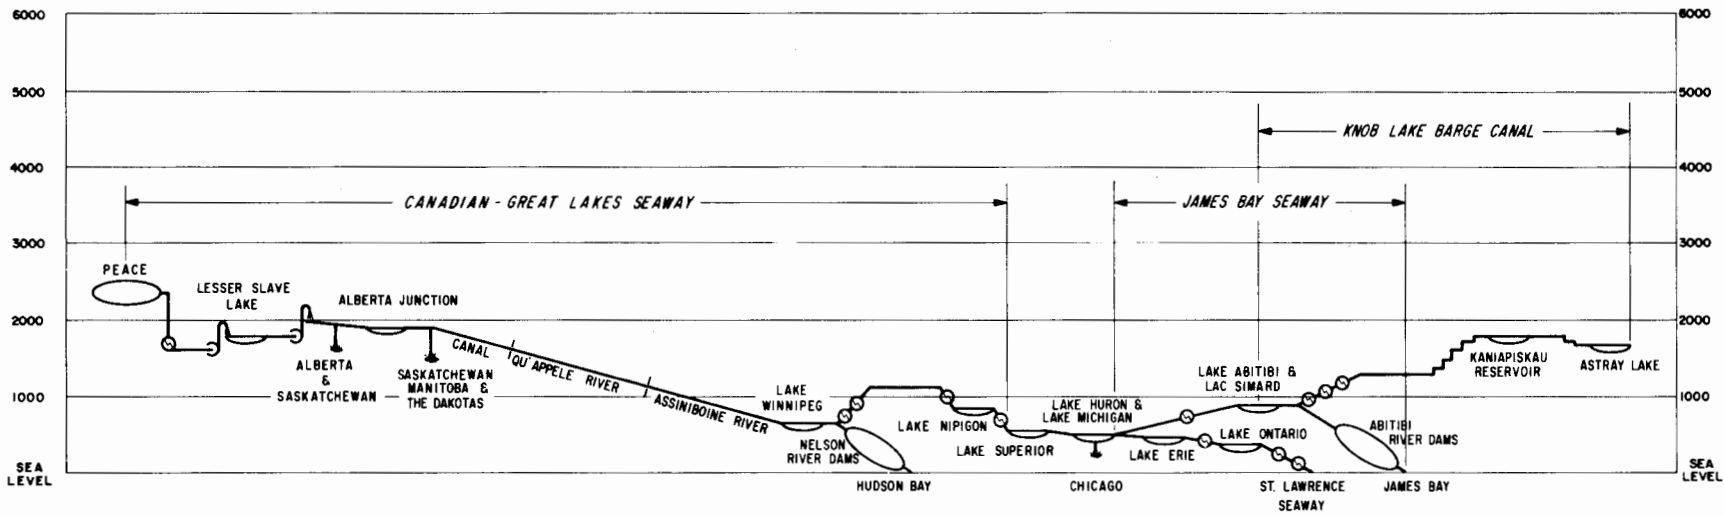 6000
6000
5000
5000
KNOB LAKE BARGE CANAL
4000
4000
CANADIAN - GREAT LAKES SEAWAY
JAMES BAY SEAWAY
3000
3000
PEACE
LESSER SLAVE
LAKE
ALBERTA JUNCTION
2000
2000
ALBERTA
&
SASKATCHEWAN
SASKATCHEWAN
MANITOBA &
THE DAKOTAS
CANAL
QU'APPELE RIVER
ASSINIBOINE RIVER
LAKE
WINNIPEG
NELSON
RIVER DAMS
LAKE NIPIGON
LAKE SUPERIOR
LAKE HURON &
LAKE MICHIGAN
LAKE ERIE
LAKE ABITIBI &
LAC SIMARD
LAKE ONTARIO
ABITIBI
RIVER DAMS
KANIAPISKAU
RESERVOIR
ASTRAY LAKE
1000
1000
SEA
LEVEL
SEA
LEVEL
HUDSON BAY
CHICAGO
ST. LAWRENCE
SEAWAY
JAMES BAY